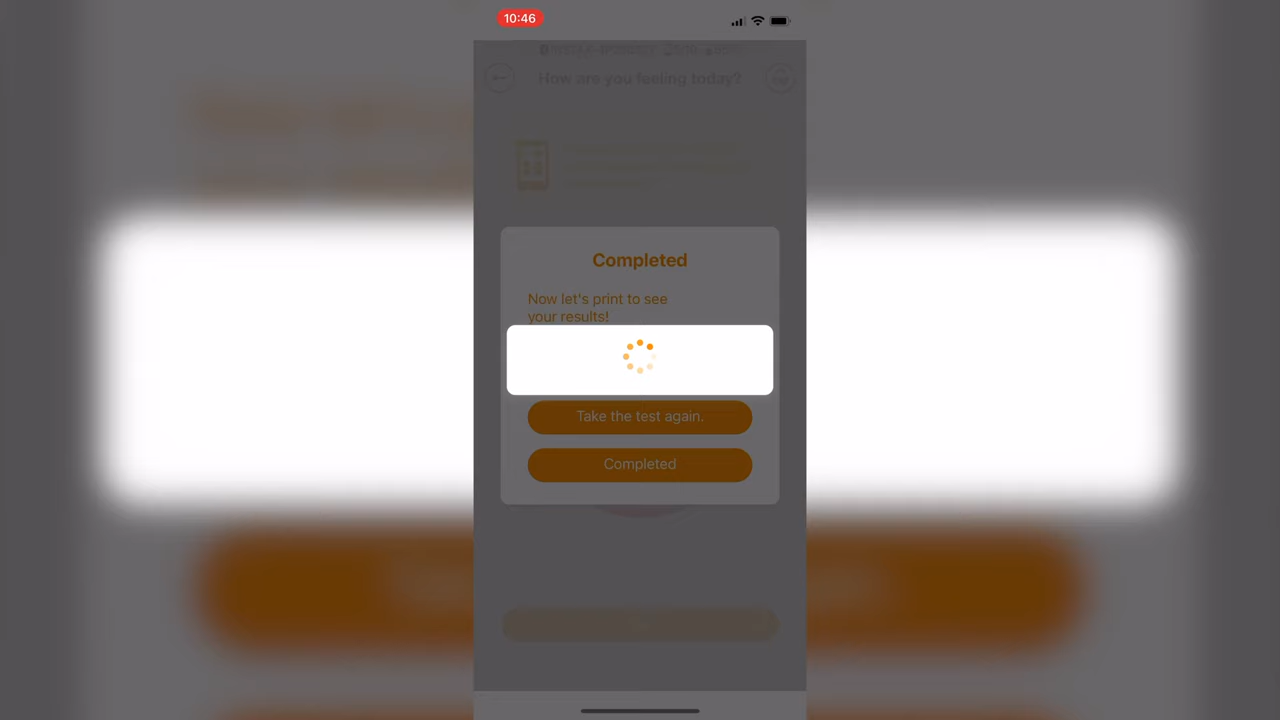 10:46
How are you feeling today?
Completed
Now let's print to see
your results!
Take the test again.
Completed